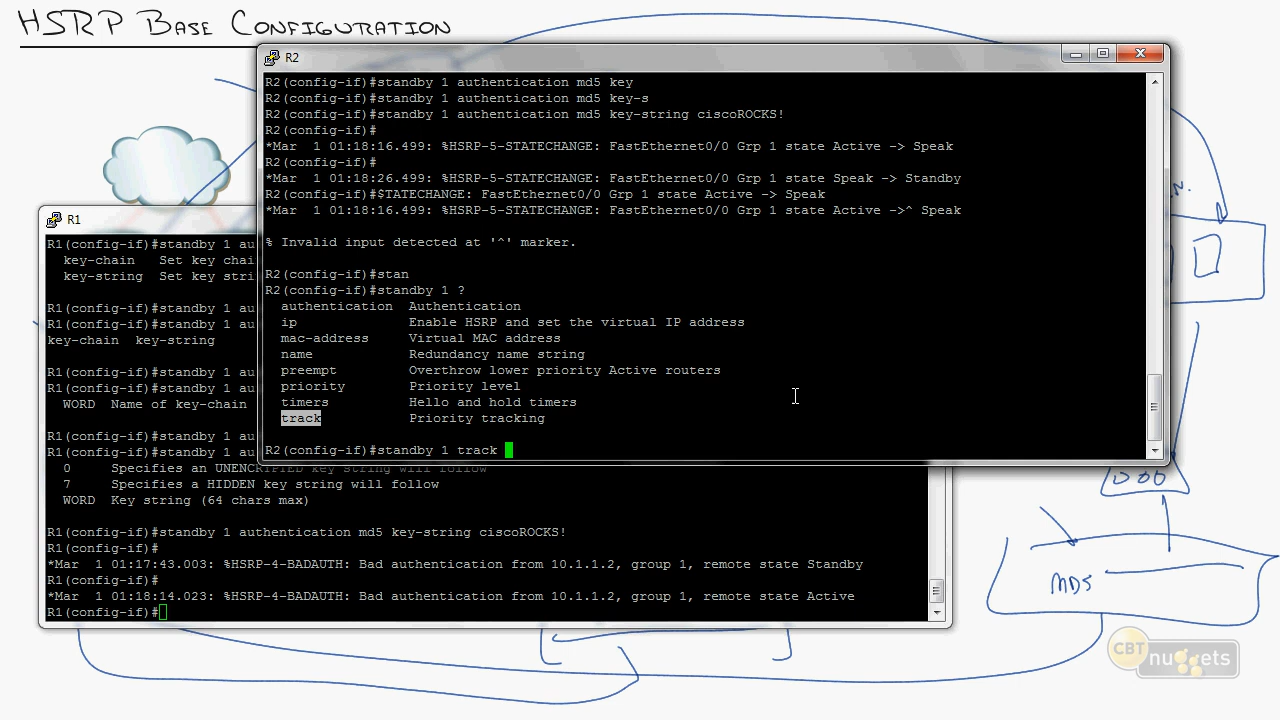 HSRP BASE CONFIGURATION
R2
R2(config-if)#standby 1 authentication md5 key
R2(config-if)#standby 1 authentication md5 key-s
R2(config-if)#standby 1 authentication md5 key-string ciscoROCKS!
R2(config-if)#
*Mar  1 01:18:16.499: %HSRP-5-STATECHANGE: FastEthernet0/0 Grp 1 state Active -> Speak
R2(config-if)#
*Mar  1 01:18:26.499: %HSRP-5-STATECHANGE: FastEthernet0/0 Grp 1 state Speak -> Standby
R2(config-if)#$TATECHANGE: FastEthernet0/0 Grp 1 state Active -> Speak
*Mar  1 01:18:16.499: %HSRP-5-STATECHANGE: FastEthernet0/0 Grp 1 state Active ->^ Speak
% Invalid input detected at '^' marker.
R2(config-if)#stan
R2(config-if)#standby 1 ?
authentication  Authentication
ip  Enable HSRP and set the virtual IP address
mac-address  Virtual MAC address
name  Redundancy name string
preempt  Overthrow lower priority Active routers
priority  Priority level
timers  Hello and hold timers
track  Priority tracking
R2(config-if)#standby 1 track
R1
R1(config-if)#standby 1 au
key-chain  Set key chai
key-string  Set key stri
R1(config-if)#standby 1 au
R1(config-if)#standby 1 au
key-chain  key-string
R1(config-if)#standby 1 au
R1(config-if)#standby 1 au
WORD  Name of key-chain
R1(config-if)#standby 1 au
R1(config-if)#standby 1 au
0  Specifies an UNENCRYPTED key string will follow
7  Specifies a HIDDEN key string will follow
WORD  Key string (64 chars max)
R1(config-if)#standby 1 authentication md5 key-string ciscoROCKS!
R1(config-if)#
*Mar  1 01:17:43.003: %HSRP-4-BADAUTH: Bad authentication from 10.1.1.2, group 1, remote state Standby
R1(config-if)#
*Mar  1 01:18:14.023: %HSRP-4-BADAUTH: Bad authentication from 10.1.1.2, group 1, remote state Active
R1(config-if)#
MD5
CBT nuggets